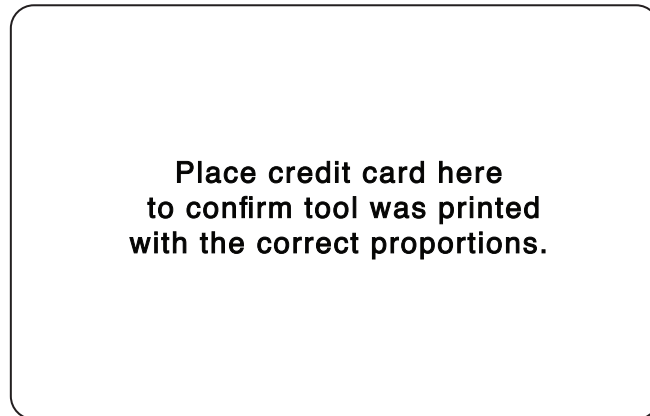 Place credit card here
to confirm tool was printed
with the correct proportions.